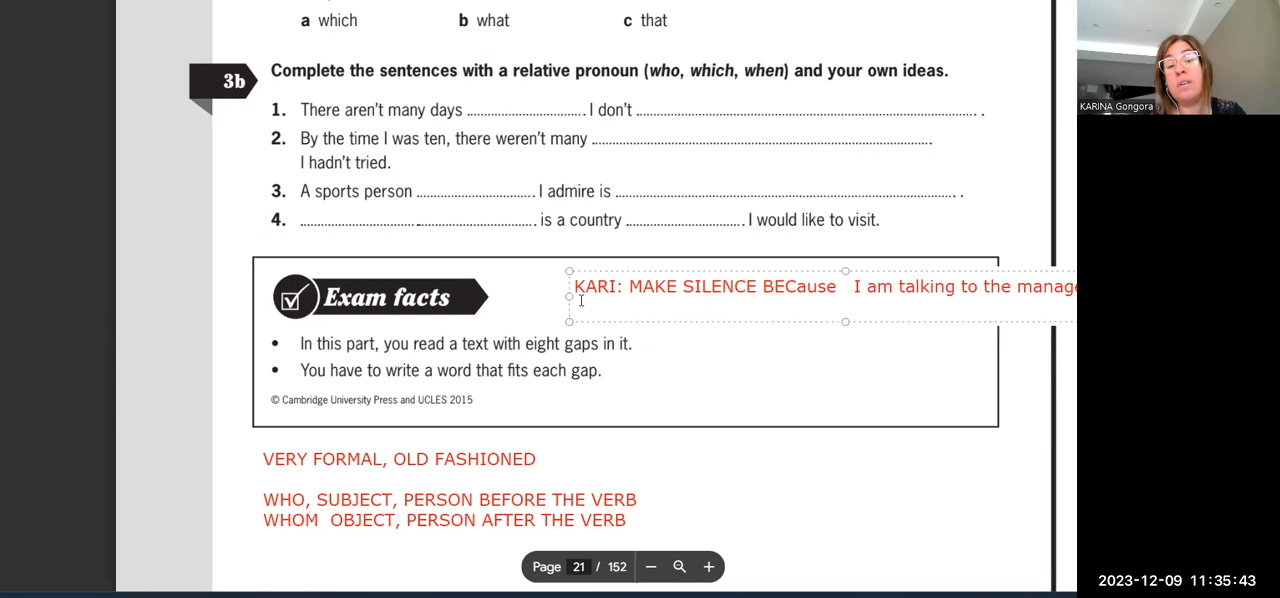 a which b what c that
3b Complete the sentences with a relative pronoun (who, which, when) and your own ideas.
1. There aren't many days .............................. I don't ............................................................ .
2. By the time I was ten, there weren't many ............................................................
I hadn't tried.
3. A sports person .............................. I admire is ............................................................ .
4. ............................................................ is a country .............................. I would like to visit.
Exam facts
KARI: MAKE SILENCE BECause I am talking to the manage
• In this part, you read a text with eight gaps in it.
• You have to write a word that fits each gap.
© Cambridge University Press and UCLES 2015
VERY FORMAL, OLD FASHIONED
WHO, SUBJECT, PERSON BEFORE THE VERB
WHOM OBJECT, PERSON AFTER THE VERB
Page 21 / 152
KARINA Gongora
2023-12-09 11:35:43